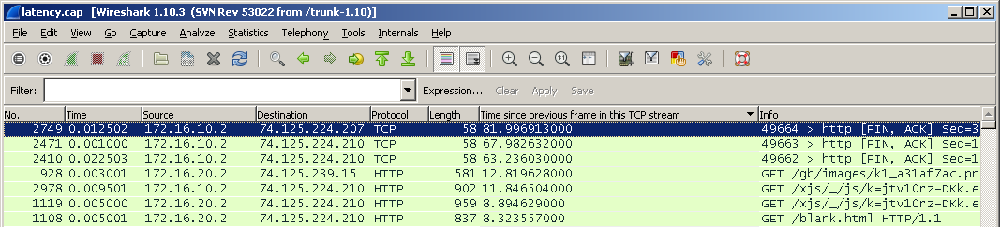 latency.cap [Wireshark 1.10.3 (SVN Rev 53022 from /trunk-1.10)]
File Edit View Go Capture Analyze Statistics Telephony Tools Internals Help
Filter: Expression... Clear Apply Save
No. Time Source Destination Protocol Length Time since previous frame in this TCP stream Info
2749 0.012502 172.16.10.2 74.125.224.207 TCP 58 81.996913000 49664 > http [FIN, ACK] Seq=3
2471 0.001000 172.16.10.2 74.125.224.210 TCP 58 67.982632000 49663 > http [FIN, ACK] Seq=1
2410 0.022503 172.16.10.2 74.125.224.210 TCP 58 63.236030000 49662 > http [FIN, ACK] Seq=1
928 0.003001 172.16.20.2 74.125.239.15 HTTP 581 12.819628000 GET /gb/images/k1_a31af7ac.pn
2978 0.009501 172.16.10.2 74.125.224.210 HTTP 902 11.846504000 GET /xjs/_/js/k=jtv10rz-DKk.e
1119 0.005000 172.16.20.2 74.125.224.210 HTTP 959 8.894629000 GET /xjs/_/js/k=jtv10rz-DKk.e
1108 0.005001 172.16.20.2 74.125.224.210 HTTP 837 8.323557000 GET /blank.html HTTP/1.1